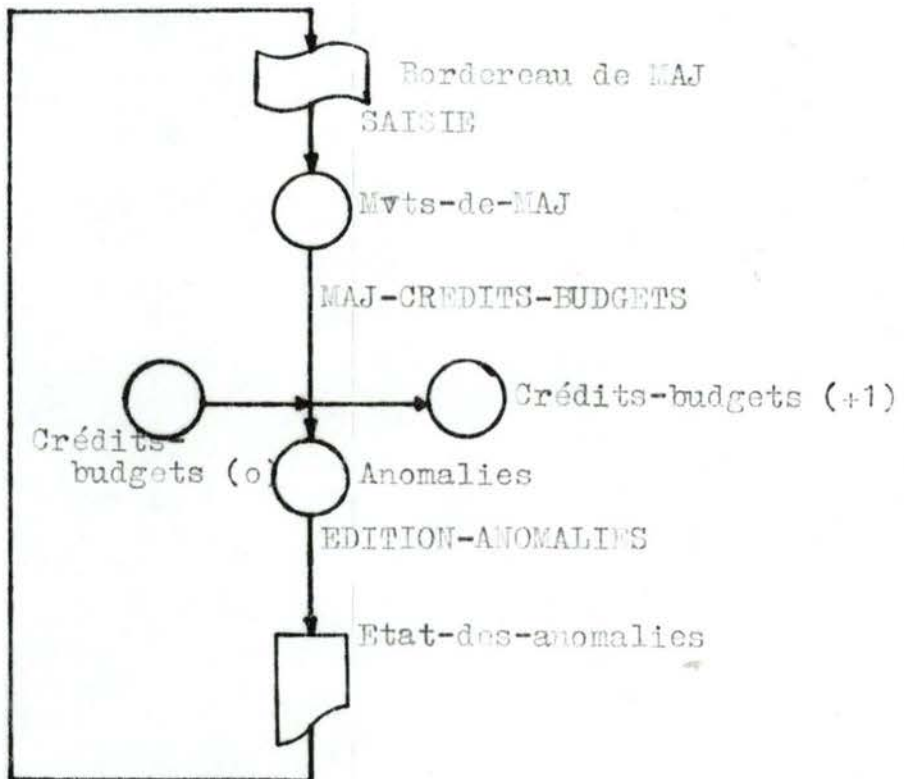 Bordereau de MAJ
SAISIE
Mvts-de-MAJ
MAJ-CREDITS-BUDGETS
Crédits-budgets (+1)
Crédits-
budgets (o)
Anomalies
EDITION-ANOMALIES
Etat-des-anomalies